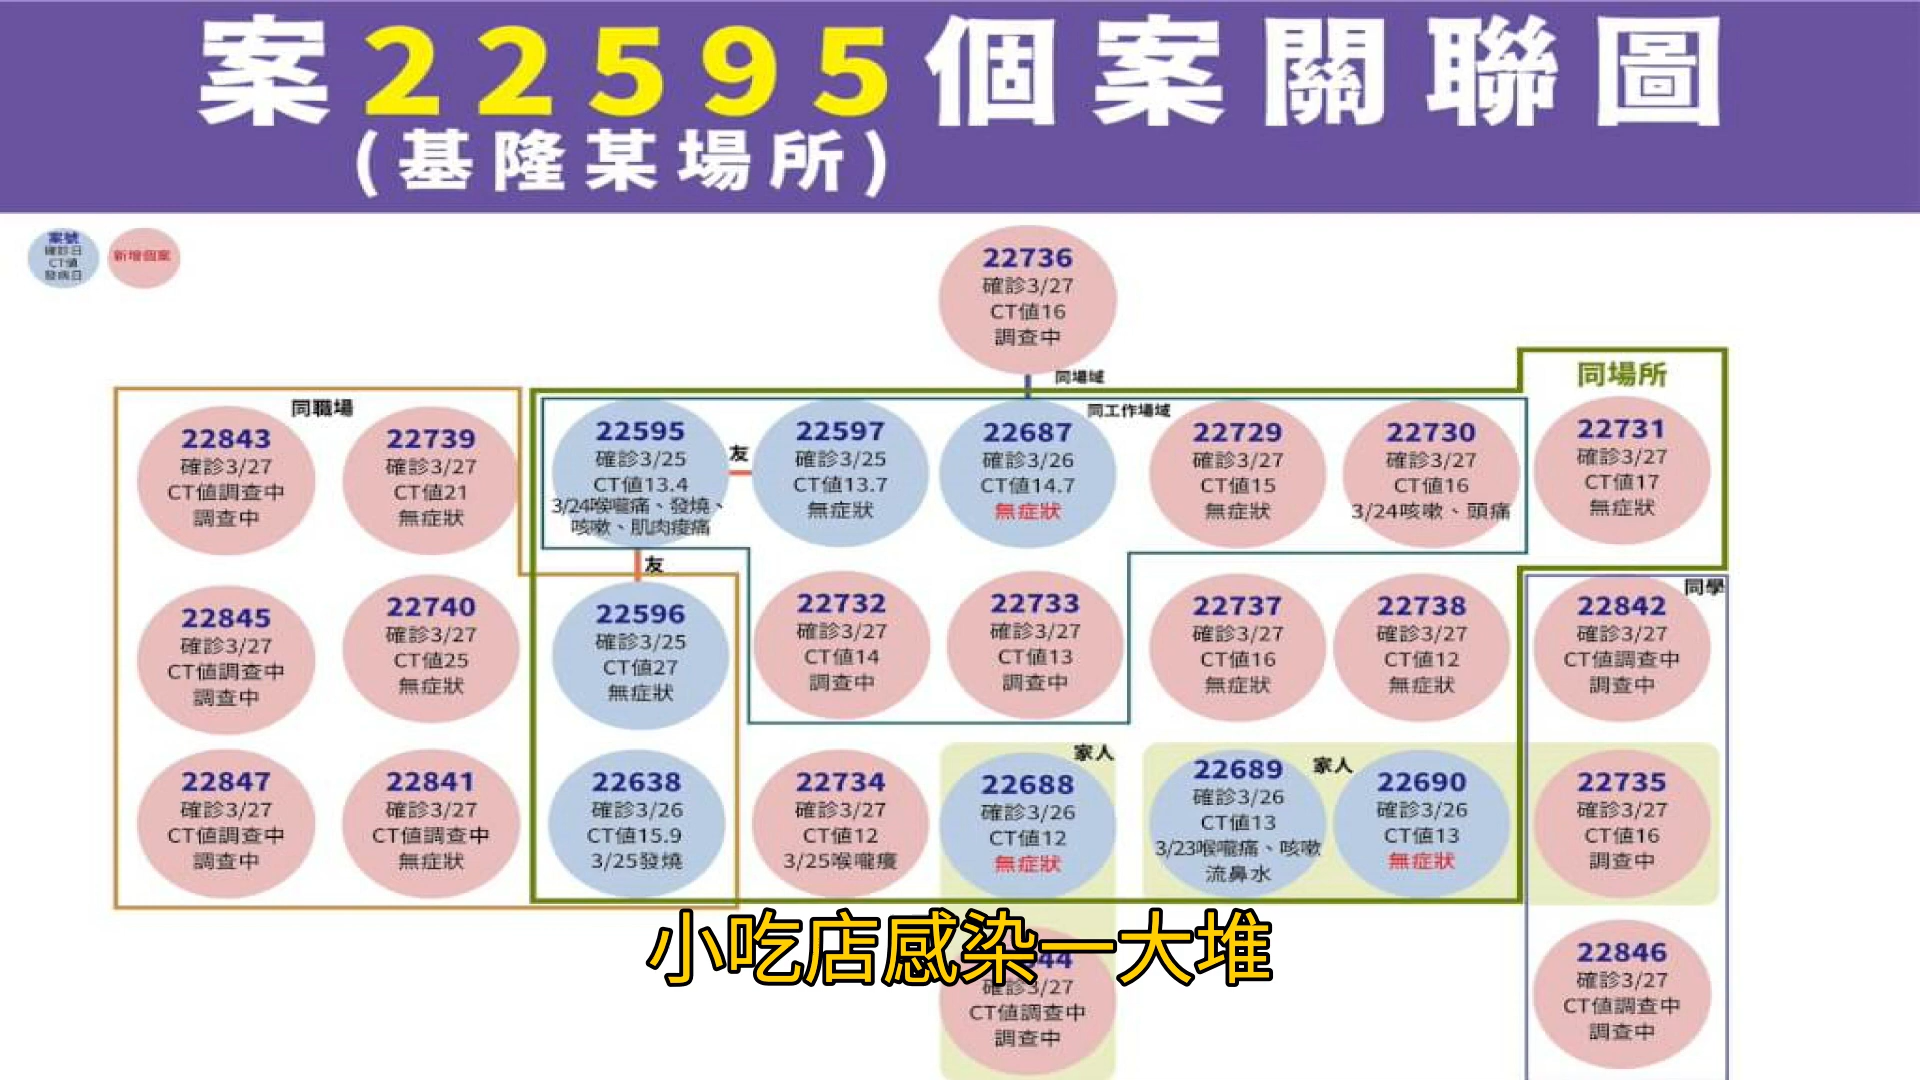 案22595個案關聯圖
(基隆某場所)
案號
確診日
CT值
發病日
新增個案
22736
確診3/27
CT值16
調查中
同場域
同場所
同職場
22843
確診3/27
CT值調查中
調查中
22739
確診3/27
CT值21
無症狀
22595
確診3/25
CT值13.4
3/24喉嚨痛、發燒、
咳嗽、肌肉痠痛
友
22597
確診3/25
CT值13.7
無症狀
22687
確診3/26
CT值14.7
無症狀
同工作場域
22729
確診3/27
CT值15
無症狀
22730
確診3/27
CT值16
3/24咳嗽、頭痛
22731
確診3/27
CT值17
無症狀
友
22845
確診3/27
CT值調查中
調查中
22740
確診3/27
CT值25
無症狀
22596
確診3/25
CT值27
無症狀
22732
確診3/27
CT值14
調查中
22733
確診3/27
CT值13
調查中
22737
確診3/27
CT值16
無症狀
22738
確診3/27
CT值12
無症狀
同學
22842
確診3/27
CT值調查中
調查中
22847
確診3/27
CT值調查中
調查中
22841
確診3/27
CT值調查中
無症狀
22638
確診3/26
CT值15.9
3/25發燒
22734
確診3/27
CT值12
3/25喉嚨癢
家人
22688
確診3/26
CT值12
無症狀
22689
確診3/26
CT值13
3/23喉嚨痛、咳嗽
流鼻水
家人
22690
確診3/26
CT值13
無症狀
22735
確診3/27
CT值16
調查中
小吃店感染一大堆
44
確診3/27
CT值調查中
調查中
22846
確診3/27
CT值調查中
調查中